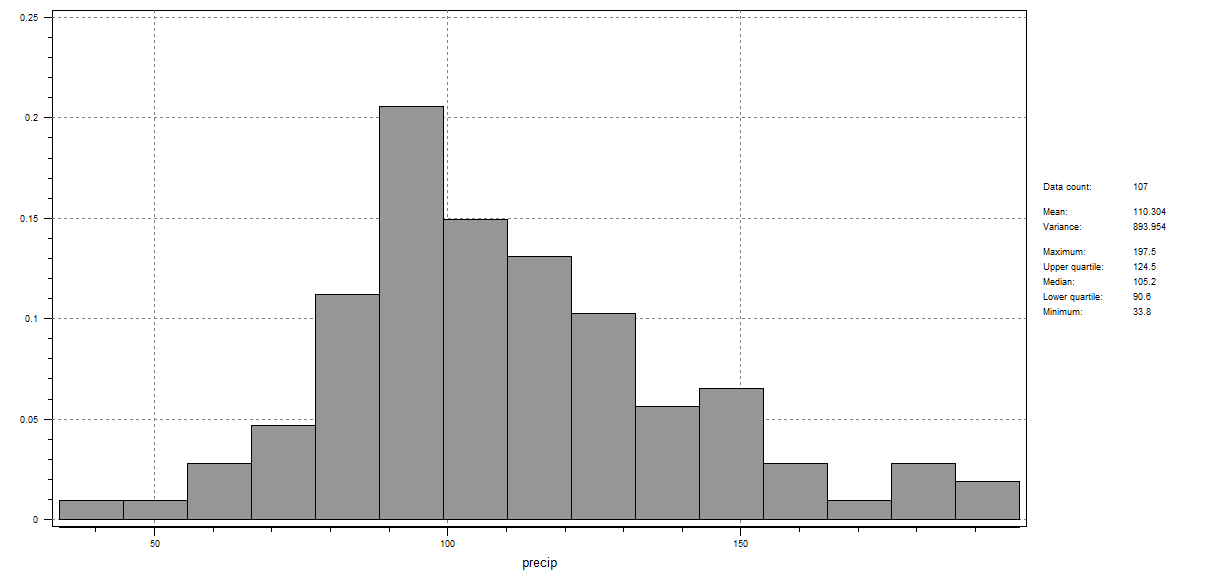 0.25
0.2
0.15
0.1
0.05
0
50 100 150
precip
Data count: 107
Mean: 110.304
Variance: 893.954
Maximum: 197.5
Upper quartile: 124.5
Median: 105.2
Lower quartile: 90.6
Minimum: 33.8